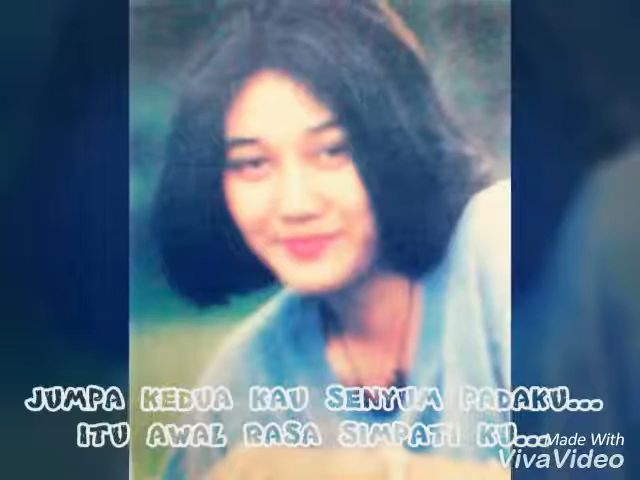 JUMPA KEDUA KAU SENYUM PADAKU...
ITU AWAL RASA SIMPATI KU...
Made With
VivaVideo